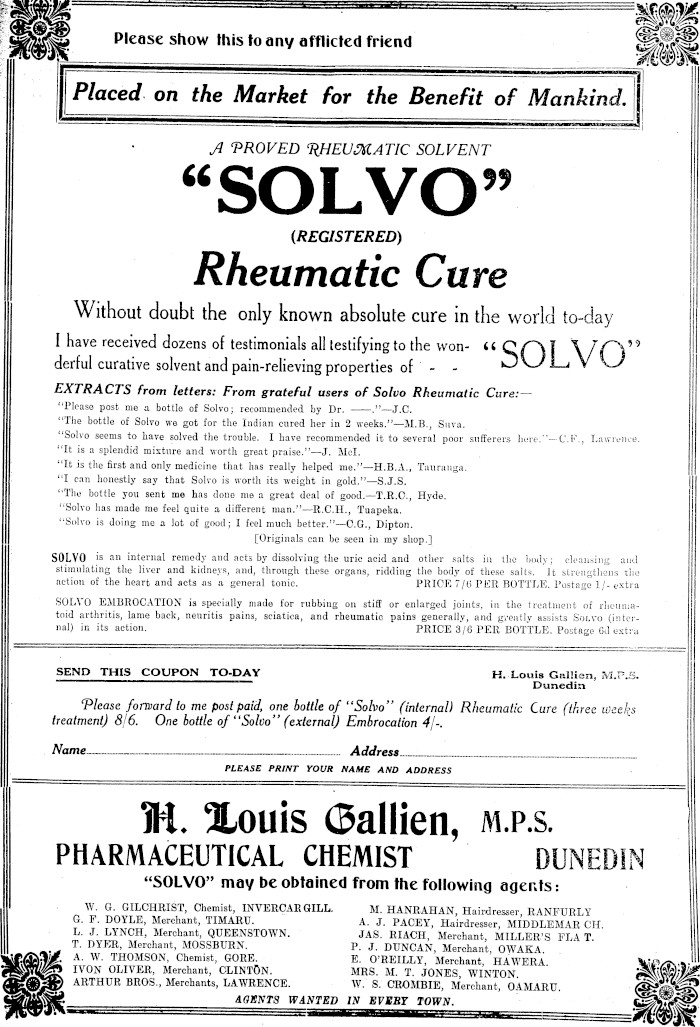 Please show this to any afflicted friend
Placed on the Market for the Benefit of Mankind.
A PROVED RHEUMATIC SOLVENT
“SOLVO”
(REGISTERED)
Rheumatic Cure
Without doubt the only known absolute cure in the world to-day
I have received dozens of testimonials all testifying to the won-
derful curative solvent and pain-relieving properties of - - “SOLVO”
EXTRACTS from letters: From grateful users of Solvo Rheumatic Cure:—
“Please post me a bottle of Solvo; recommended by Dr. ——.”—J.C.
“The bottle of Solvo we got for the Indian cured her in 2 weeks.”—M.B., Suva.
“Solvo seems to have solved the trouble. I have recommended it to several poor sufferers here.”—C.F., Lawrence.
“It is a splendid mixture and worth great praise.”—J. McI.
“It is the first and only medicine that has really helped me.”—H.B.A., Tauranga.
“I can honestly say that Solvo is worth its weight in gold.”—S.J.S.
“The bottle you sent me has done me a great deal of good.—T.R.C., Hyde.
“Solvo has made me feel quite a different man.”—R.C.H., Tuapeka.
“Solvo is doing me a lot of good; I feel much better.”—C.G., Dipton.
[Originals can be seen in my shop.]
SOLVO is an internal remedy and acts by dissolving the uric acid and other salts in the body; cleansing and
stimulating the liver and kidneys, and, through these organs, ridding the body of these salts. It strengthens the
action of the heart and acts as a general tonic. PRICE 7/6 PER BOTTLE. Postage 1/- extra
SOLVO EMBROCATION is specially made for rubbing on stiff or enlarged joints, in the treatment of rheuma-
toid arthritis, lame back, neuritis pains, sciatica, and rheumatic pains generally, and greatly assists SOLVO (inter-
nal) in its action. PRICE 3/6 PER BOTTLE. Postage 6d extra
SEND THIS COUPON TO-DAY
H. Louis Gallien, M.P.S.
Dunedin
Please forward to me post paid, one bottle of “Solvo” (internal) Rheumatic Cure (three weeks
treatment) 8/6. One bottle of “Solvo” (external) Embrocation 4/-.
Name Address
PLEASE PRINT YOUR NAME AND ADDRESS
H. Louis Gallien, M.P.S.
PHARMACEUTICAL CHEMIST DUNEDIN
“SOLVO” may be obtained from the following agents:
W. G. GILCHRIST, Chemist, INVERCARGILL.
G. F. DOYLE, Merchant, TIMARU.
L. J. LYNCH, Merchant, QUEENSTOWN.
T. DYER, Merchant, MOSSBURN.
A. W. THOMSON, Chemist, GORE.
IVON OLIVER, Merchant, CLINTON.
ARTHUR BROS., Merchants, LAWRENCE.
M. HANRAHAN, Hairdresser, RANFURLY
A. J. PACEY, Hairdresser, MIDDLEMARCH.
JAS. RIACH, Merchant, MILLER'S FLAT.
P. J. DUNCAN, Merchant, OWAKA.
E. O'REILLY, Merchant, HAWERA.
MRS. M. T. JONES, WINTON.
W. S. CROMBIE, Merchant, OAMARU.
AGENTS WANTED IN EVERY TOWN.